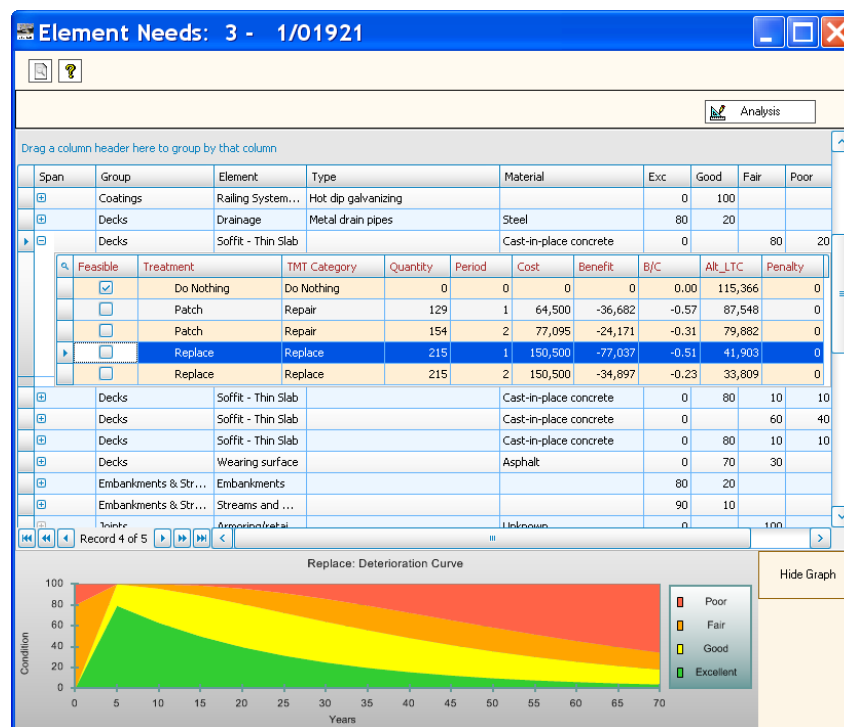 Element Needs: 3 - 1/01921
Analysis
Drag a column header here to group by that column
Span Group Element Type Material Exc Good Fair Poor
Coatings Railing System... Hot dip galvanizing 0 100
Decks Drainage Metal drain pipes Steel 80 20
Decks Soffit - Thin Slab Cast-in-place concrete 0 80 20
Feasible Treatment TMT Category Quantity Period Cost Benefit B/C Alt_LTC Penalty
Do Nothing Do Nothing 0 0 0 0 0.00 115,366 0
Patch Repair 129 1 64,500 -36,682 -0.57 87,548 0
Patch Repair 154 2 77,095 -24,171 -0.31 79,882 0
Replace Replace 215 1 150,500 -77,037 -0.51 41,903 0
Replace Replace 215 2 150,500 -34,897 -0.23 33,809 0
Decks Soffit - Thin Slab Cast-in-place concrete 0 80 10 10
Decks Soffit - Thin Slab Cast-in-place concrete 0 60 40
Decks Soffit - Thin Slab Cast-in-place concrete 0 80 10 10
Decks Wearing surface Asphalt 0 70 30
Embankments & Str... Embankments 80 20
Embankments & Str... Streams and ... 90 10
Joints Armoring/retai Unknown 0 100
Record 4 of 5
Replace: Deterioration Curve
Hide Graph
100
80
60
40
20
0
Condition
0 5 10 15 20 25 30 35 40 45 50 55 60 65 70
Years
Poor
Fair
Good
Excellent